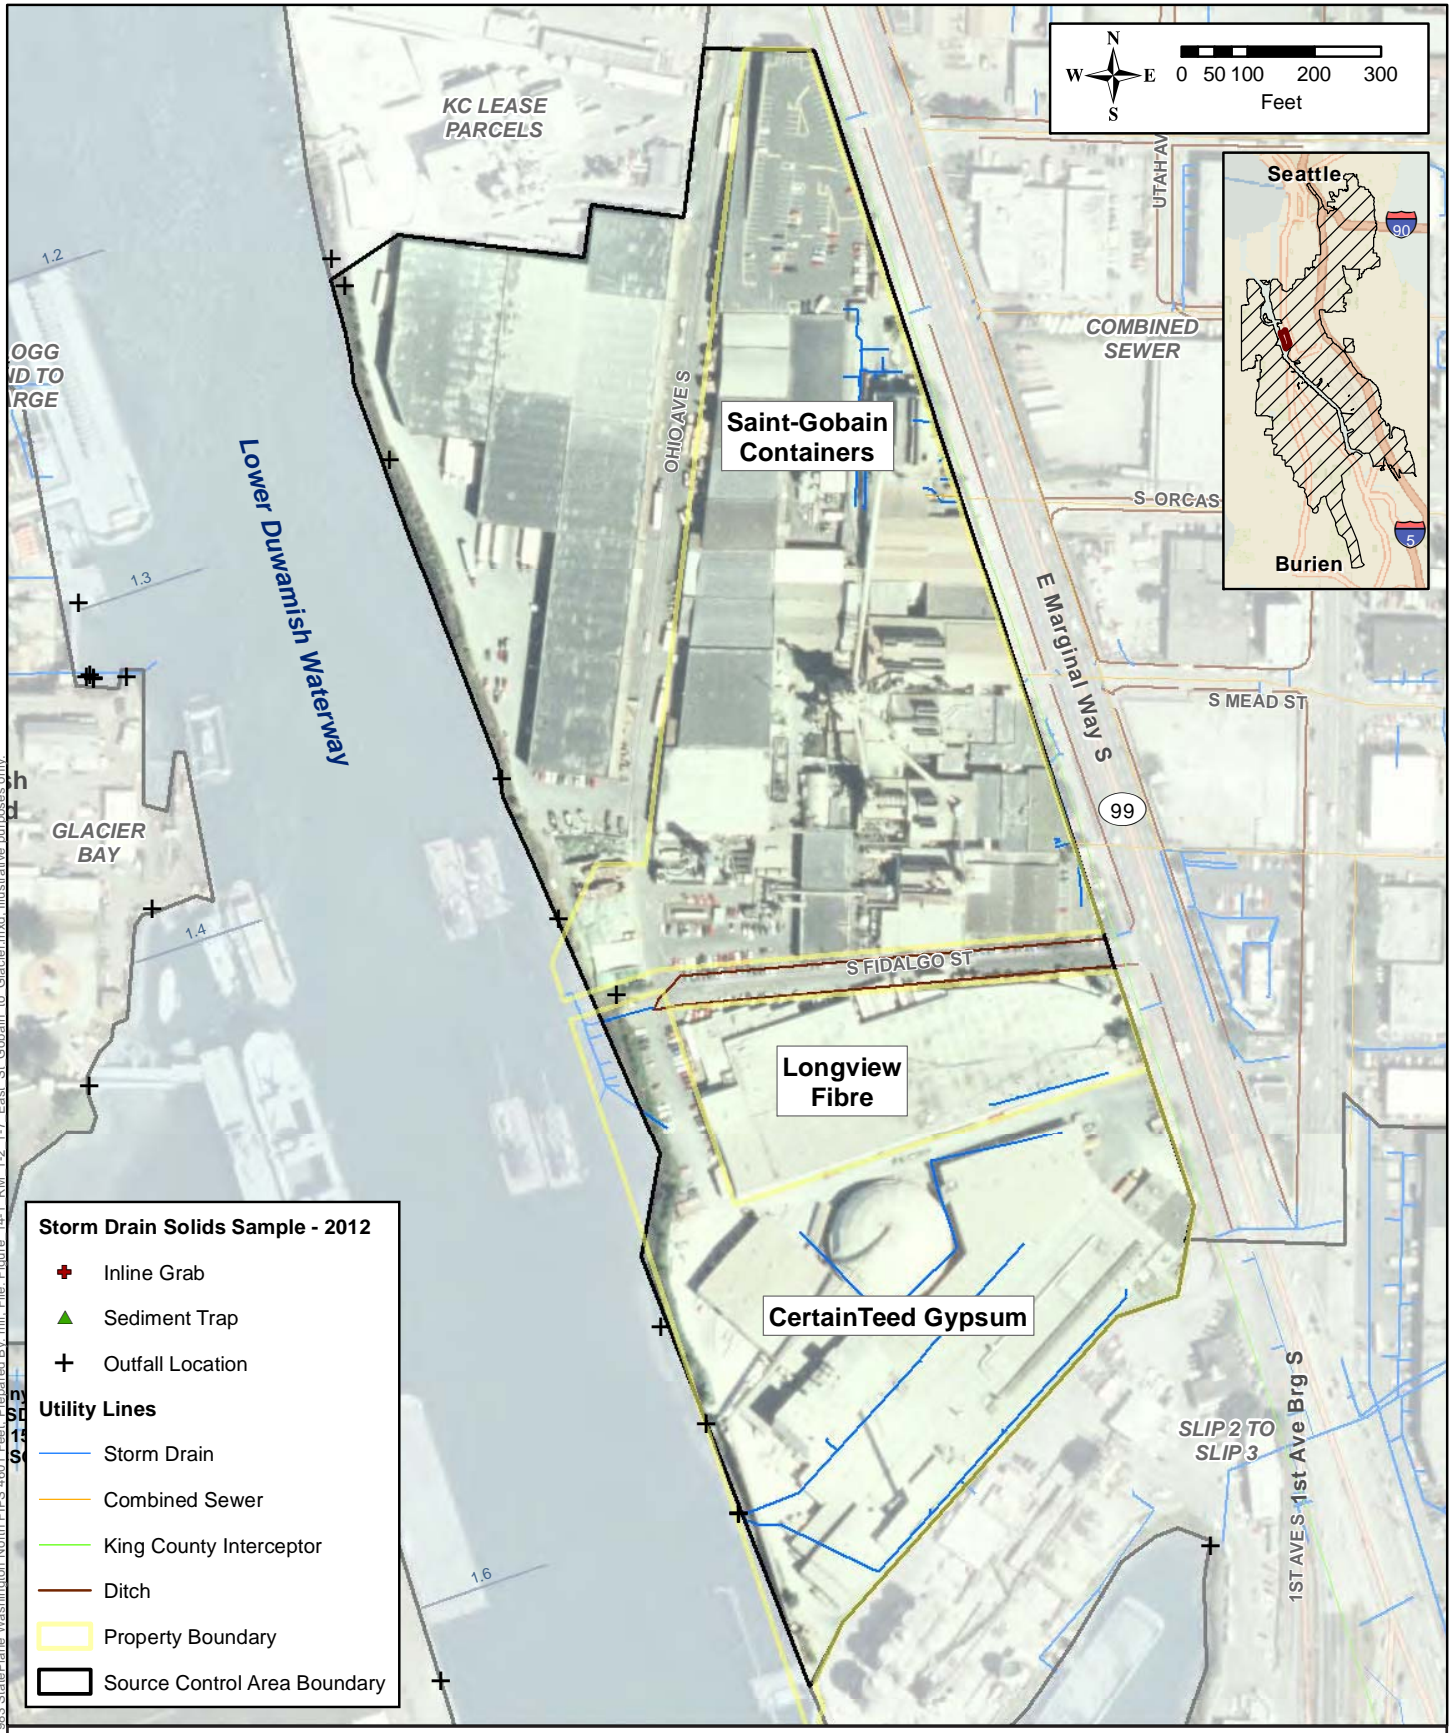 N
W E
S
0 50 100 200 300
Feet
KC LEASE
PARCELS
UTAH AV
Seattle
90
5
Burien
1.2
OGG
ND TO
ARGE
COMBINED
SEWER
OHIO AVE S
Saint-Gobain
Containers
S ORCAS
Lower Duwamish Waterway
1.3
E Marginal Way S
S MEAD ST
99
GLACIER
BAY
1.4
S FIDALGO ST
Longview
Fibre
CertainTeed Gypsum
SLIP 2 TO
SLIP 3
1ST AVE S 1st Ave Brg S
1.6
Storm Drain Solids Sample - 2012
Inline Grab
Sediment Trap
Outfall Location
Utility Lines
Storm Drain
Combined Sewer
King County Interceptor
Ditch
Property Boundary
Source Control Area Boundary